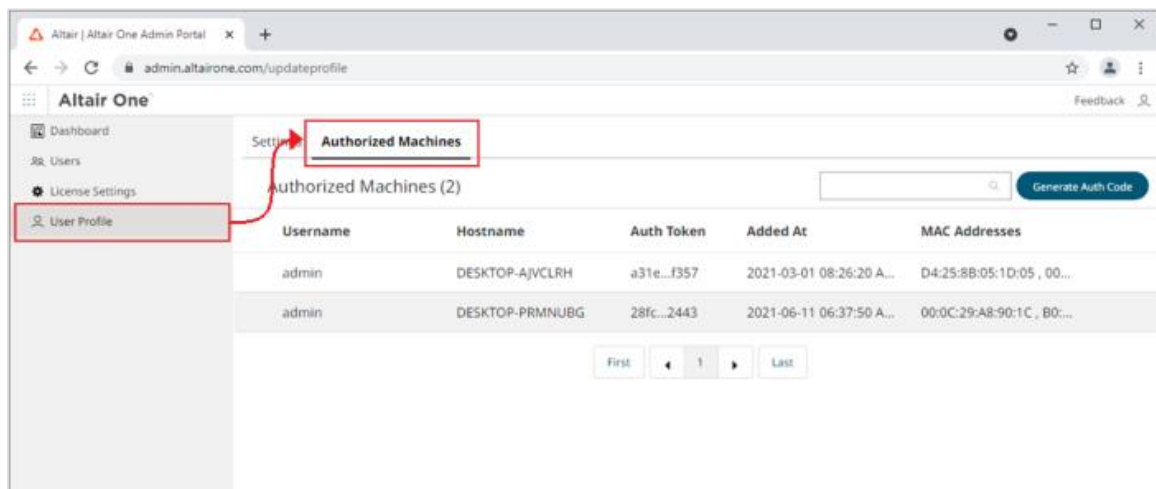 Altair | Altair One Admin Portal
admin.altairone.com/updateprofile
Altair One
Feedback
Dashboard
Users
License Settings
User Profile
Authorized Machines
Authorized Machines (2)
Generate Auth Code
Username Hostname Auth Token Added At MAC Addresses
admin DESKTOP-AJVCLRH a31e...f357 2021-03-01 08:26:20 A... D4:25:8B:05:1D:05 , 00...
admin DESKTOP-PRMNUBG 28fc...2443 2021-06-11 06:37:50 A... 00:0C:29:A8:90:1C , B0:...
First 1 Last